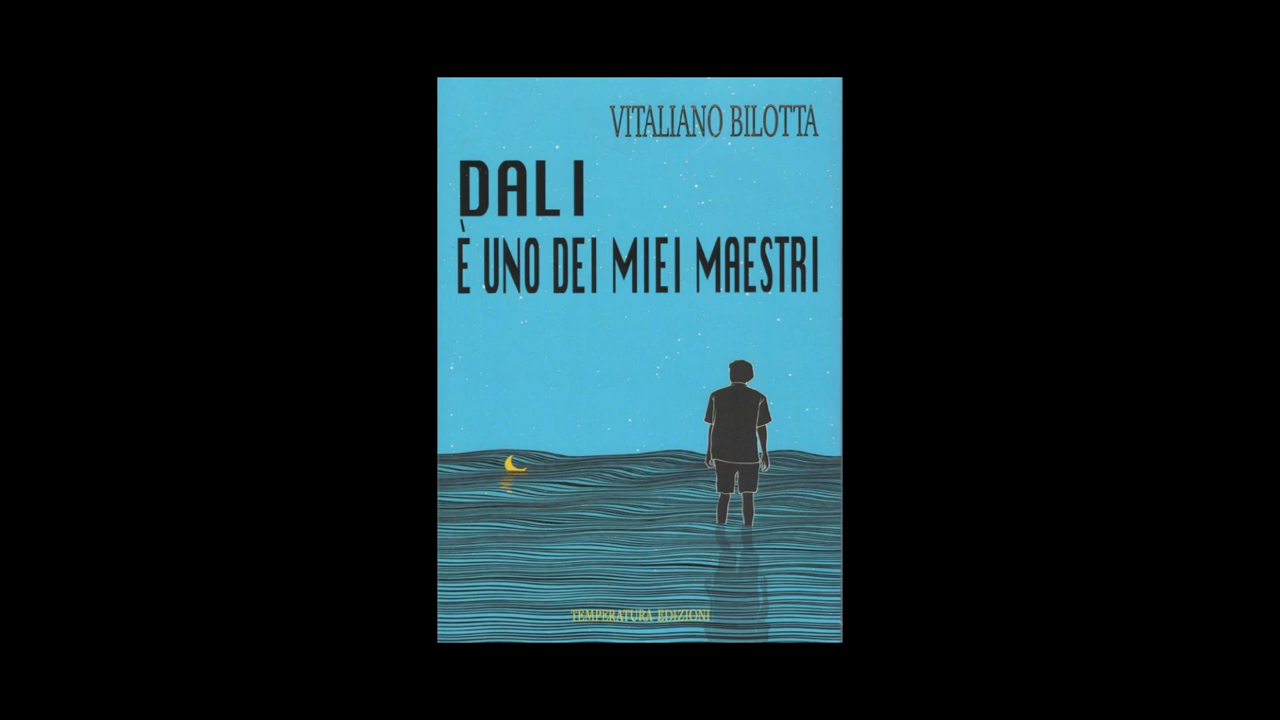 VITALIANO BILOTTA
DALI
È UNO DEI MIEI MAESTRI
TEMPERATURA EDIZIONI